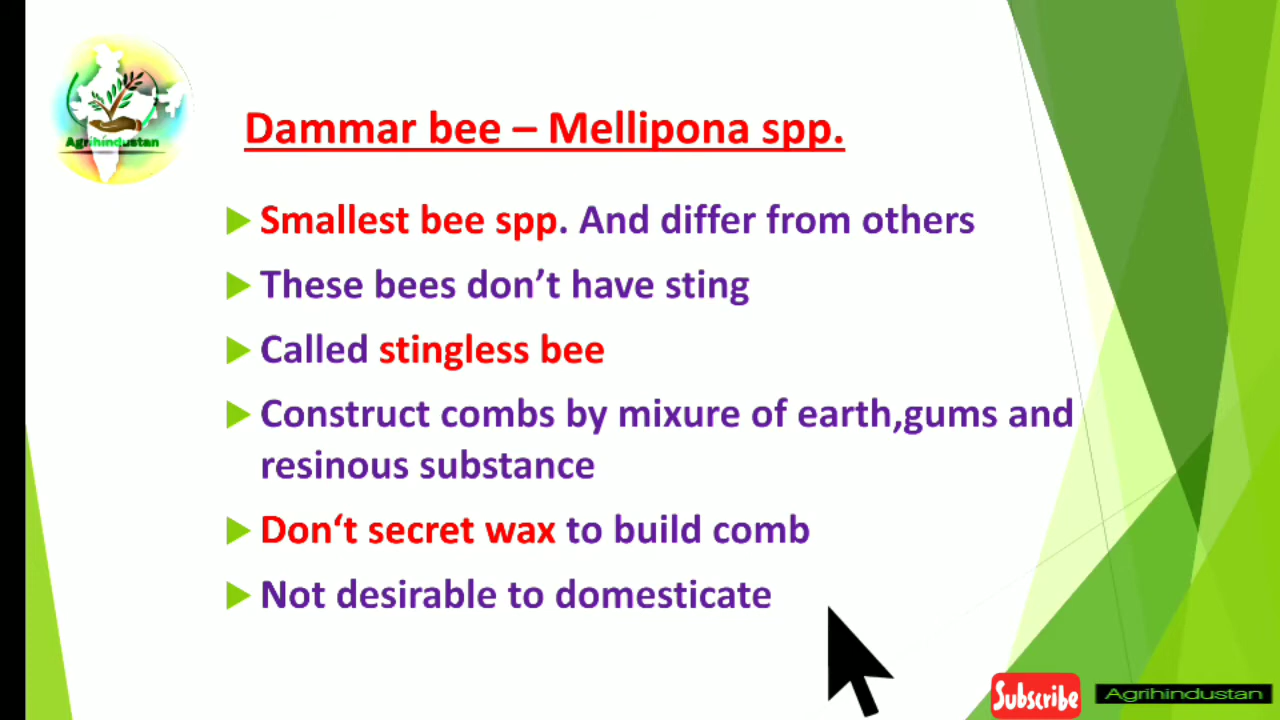 Agrihindustan
Dammar bee – Mellipona spp.
Smallest bee spp. And differ from others
These bees don’t have sting
Called stingless bee
Construct combs by mixure of earth,gums and
resinous substance
Don‘t secret wax to build comb
Not desirable to domesticate
Subscribe
Agrihindustan